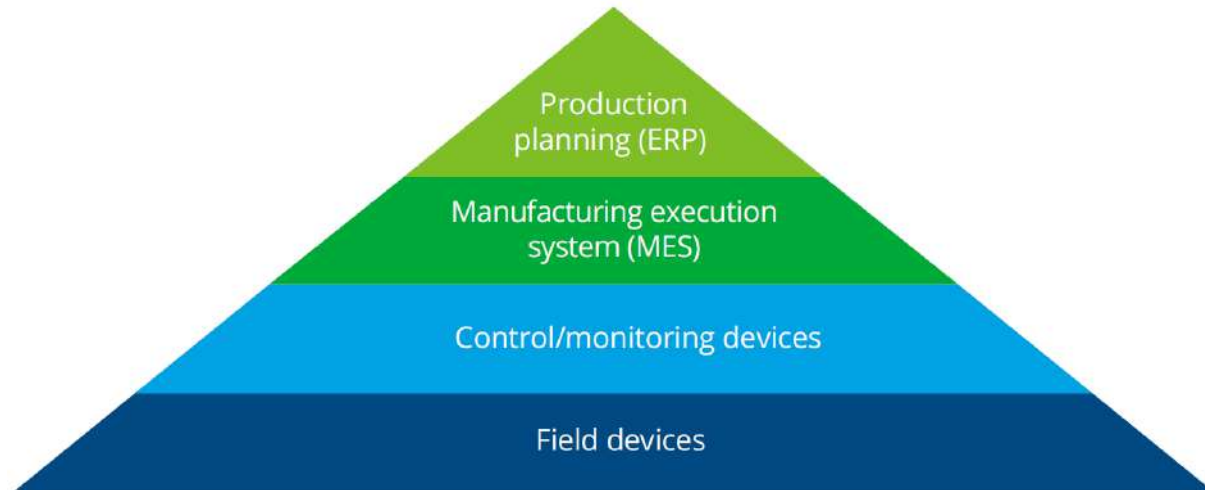 Production
planning (ERP)
Manufacturing execution
system (MES)
Control/monitoring devices
Field devices